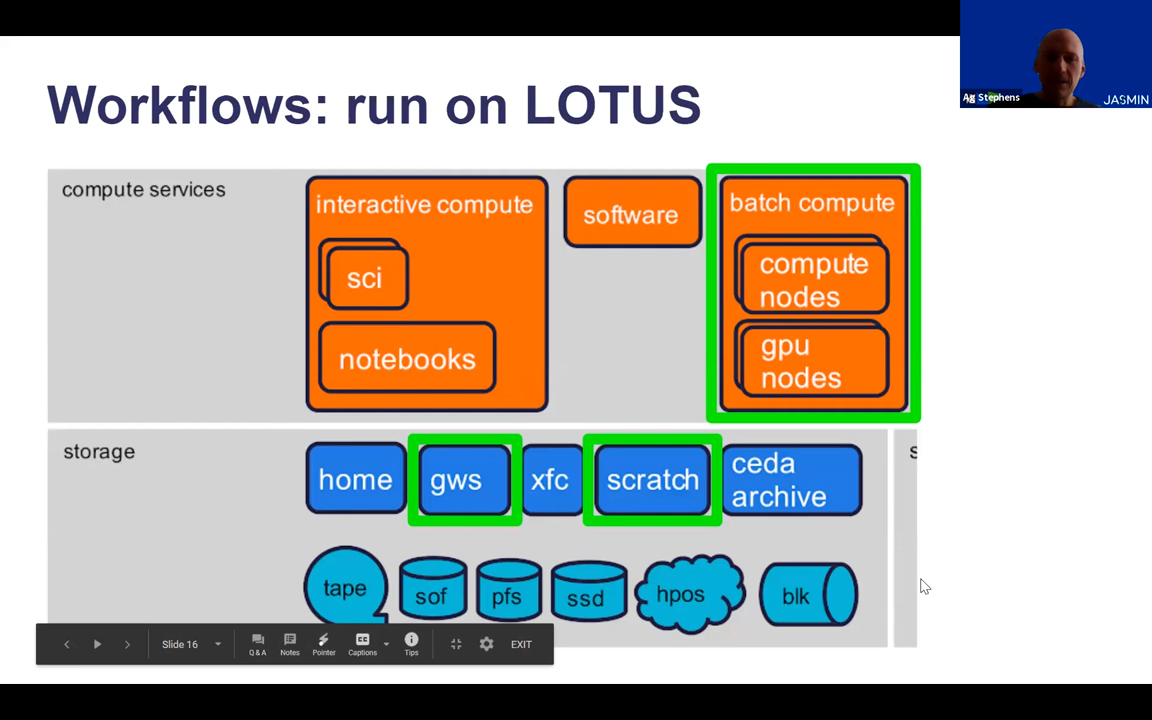 Workflows: run on LOTUS
Ag Stephens
JASMIN
compute services
interactive compute
sci
notebooks
software
batch compute
compute
nodes
gpu
nodes
storage
home
gws
xfc
scratch
ceda
archive
tape
sof
pfs
ssd
hpos
blk
Slide 16
Q & A
Notes
Pointer
Captions
Tips
EXIT